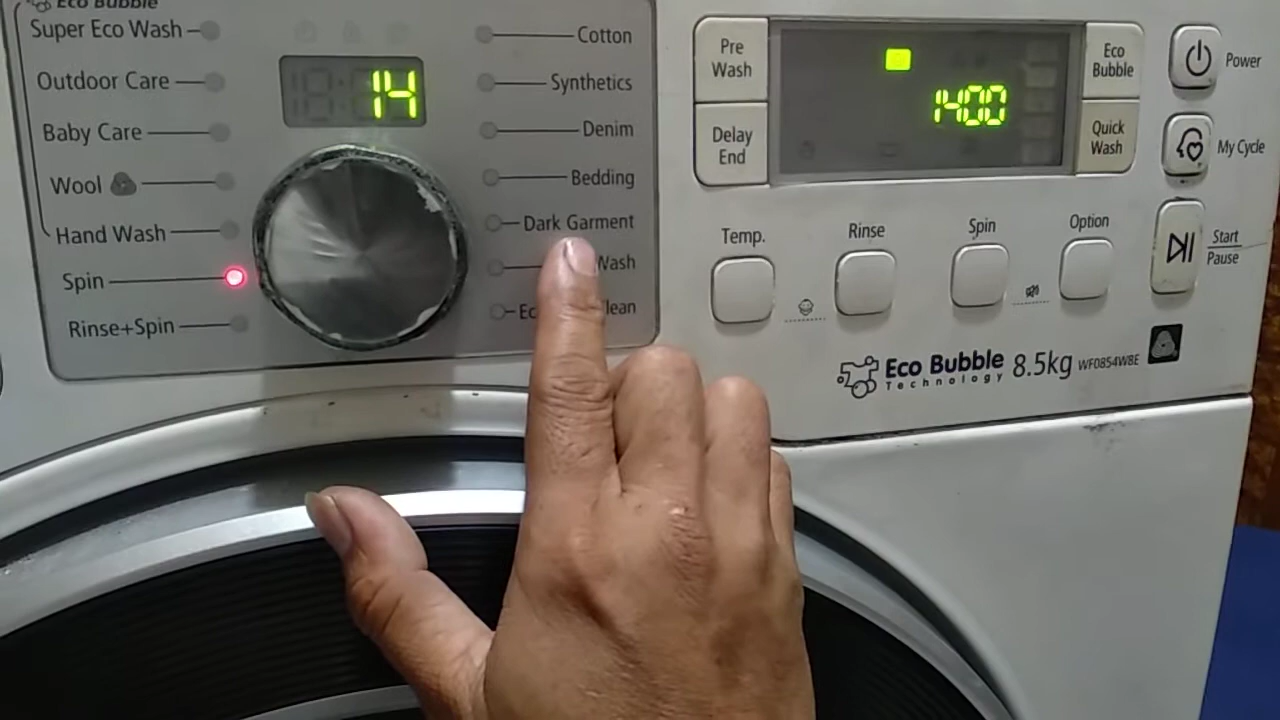 Eco Bubble
Super Eco Wash
Outdoor Care
Baby Care
Wool
Hand Wash
Spin
Rinse+Spin
14
Cotton
Synthetics
Denim
Bedding
Dark Garment
Wash
Pre
Wash
Delay
End
1400
Eco
Bubble
Quick
Wash
Power
My Cycle
Temp.
Rinse
Spin
Option
Start
Pause
Eco Bubble
Technology
8.5kg WF0854W8E